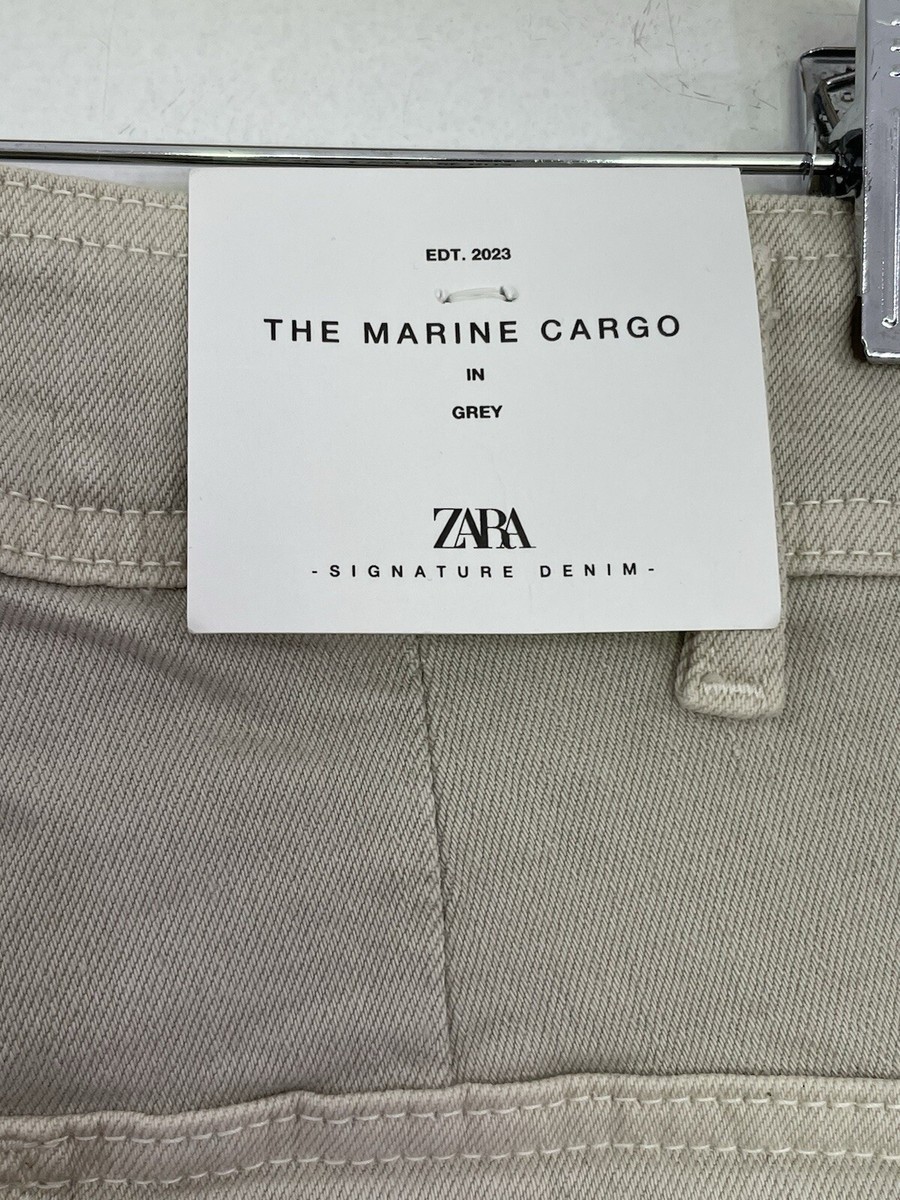 EDT. 2023
THE MARINE CARGO
IN
GREY
ZARA
-SIGNATURE DENIM-